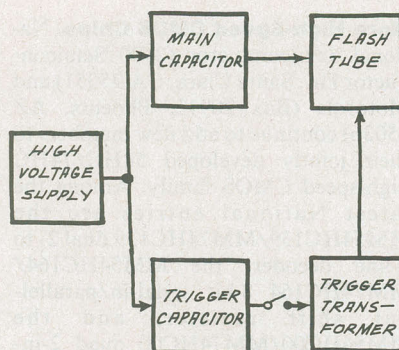 MAIN
CAPACITOR
FLASH
TUBE
HIGH
VOLTAGE
SUPPLY
TRIGGER
CAPACITOR
TRIGGER
TRANS-
FORMER